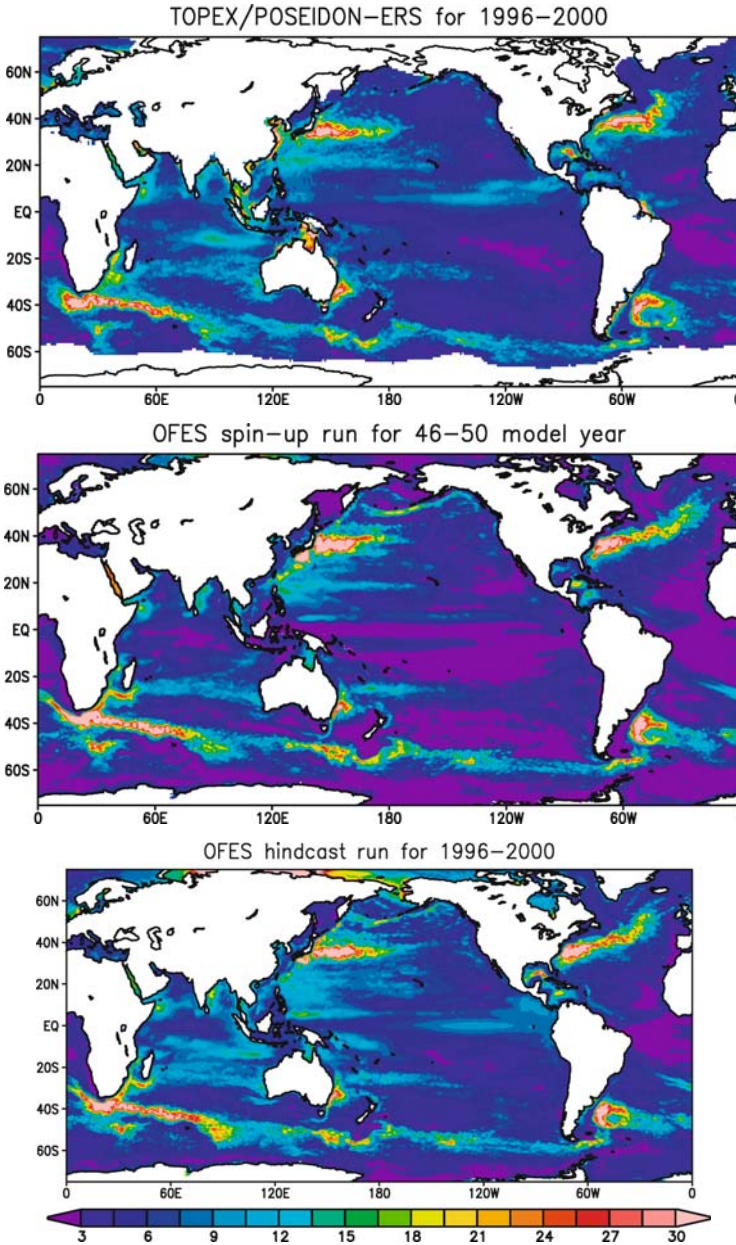 TOPEX/POSEIDON-ERS for 1996-2000
60N
40N
20N
EQ
20S
40S
60S
0 60E 120E 180 120W 60W 0
OFES spin-up run for 46-50 model year
60N
40N
20N
EQ
20S
40S
60S
0 60E 120E 180 120W 60W 0
OFES hindcast run for 1996-2000
60N
40N
20N
EQ
20S
40S
60S
0 60E 120E 180 120W 60W 0
3 6 9 12 15 18 21 24 27 30